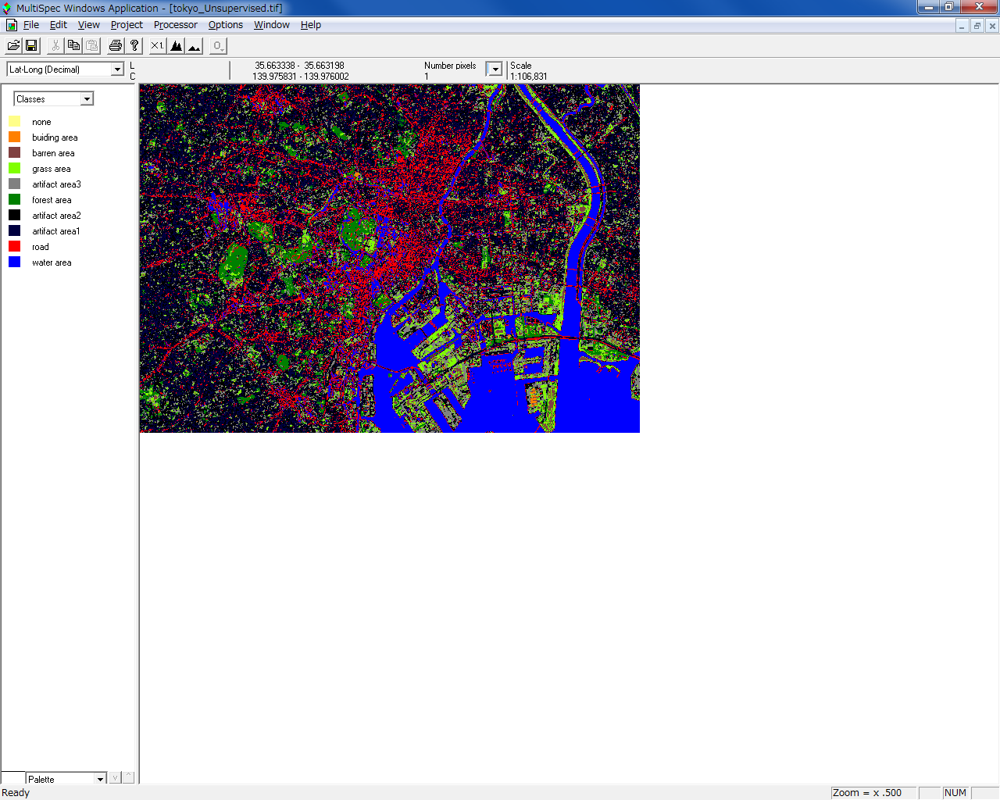 MultiSpec Windows Application - [tokyo_Unsupervised.tif]
File Edit View Project Processor Options Window Help
×1
Lat-Long (Decimal)
35.663338 - 35.663198
139.975831 - 139.976002
Number pixels
1
Scale
1:106,831
Classes
none
buiding area
barren area
grass area
artifact area3
forest area
artifact area2
artifact area1
road
water area
Palette
Ready
Zoom = x .500
NUM